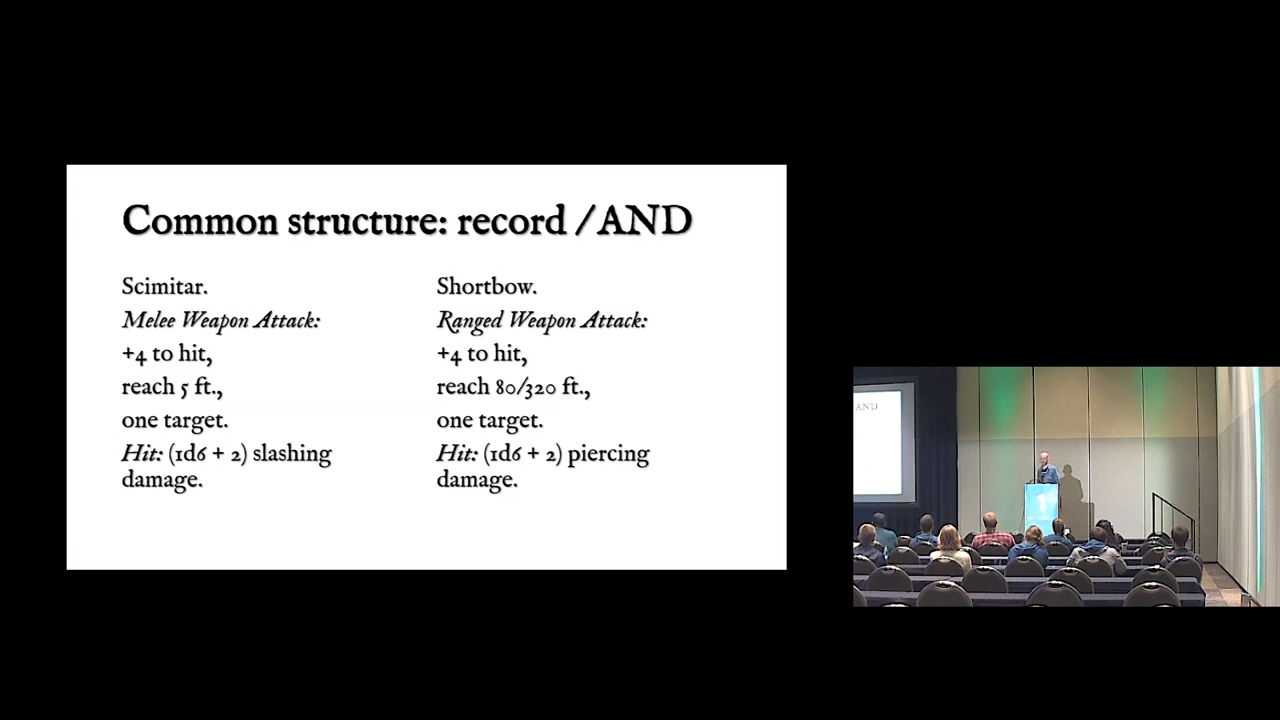 Common structure: record / AND
Scimitar.
Melee Weapon Attack:
+4 to hit,
reach 5 ft.,
one target.
Hit: (1d6 + 2) slashing
damage.
Shortbow.
Ranged Weapon Attack:
+4 to hit,
reach 80/320 ft.,
one target.
Hit: (1d6 + 2) piercing
damage.
AND